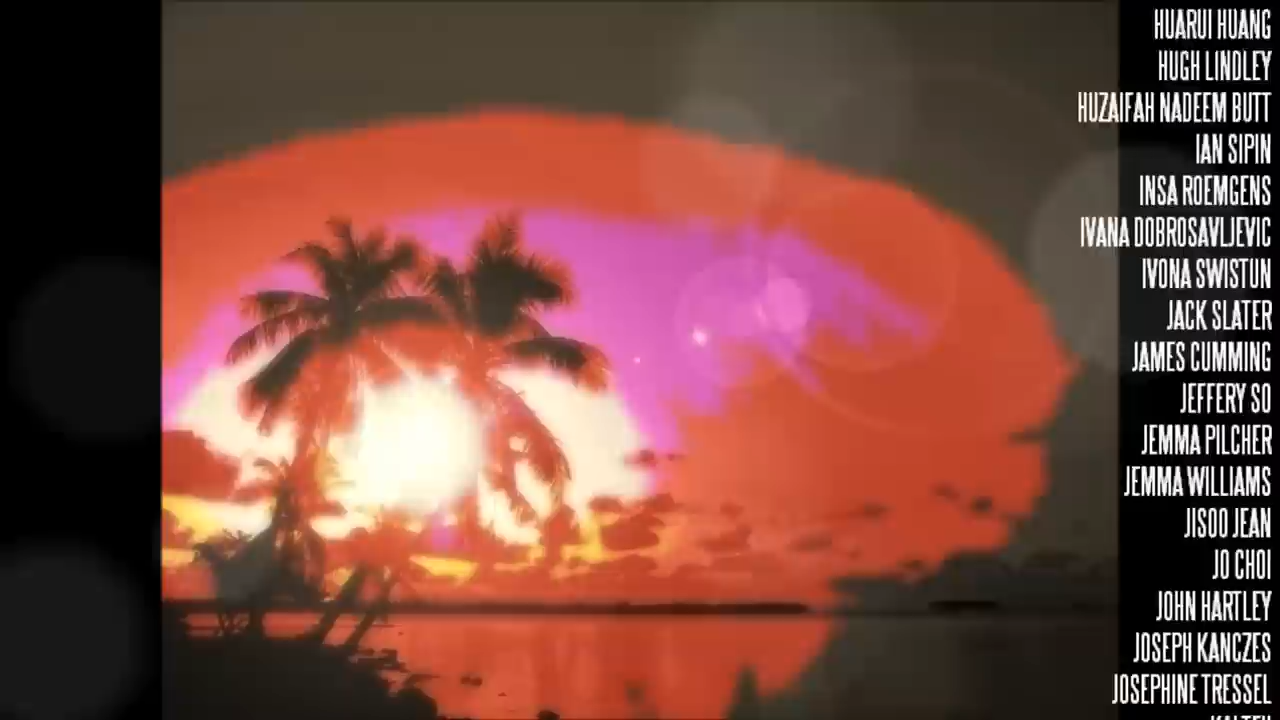 HUARUI HUANG
HUGH LINDLEY
HUZAIFAH NADEEM BUTT
IAN SIPIN
INSA ROEMGENS
IVANA DOBROSAVLJEVIC
IVONA SWISTUN
JACK SLATER
JAMES CUMMING
JEFFERY SO
JEMMA PILCHER
JEMMA WILLIAMS
JISOO JEAN
JO CHOI
JOHN HARTLEY
JOSEPH KANCZES
JOSEPHINE TRESSEL